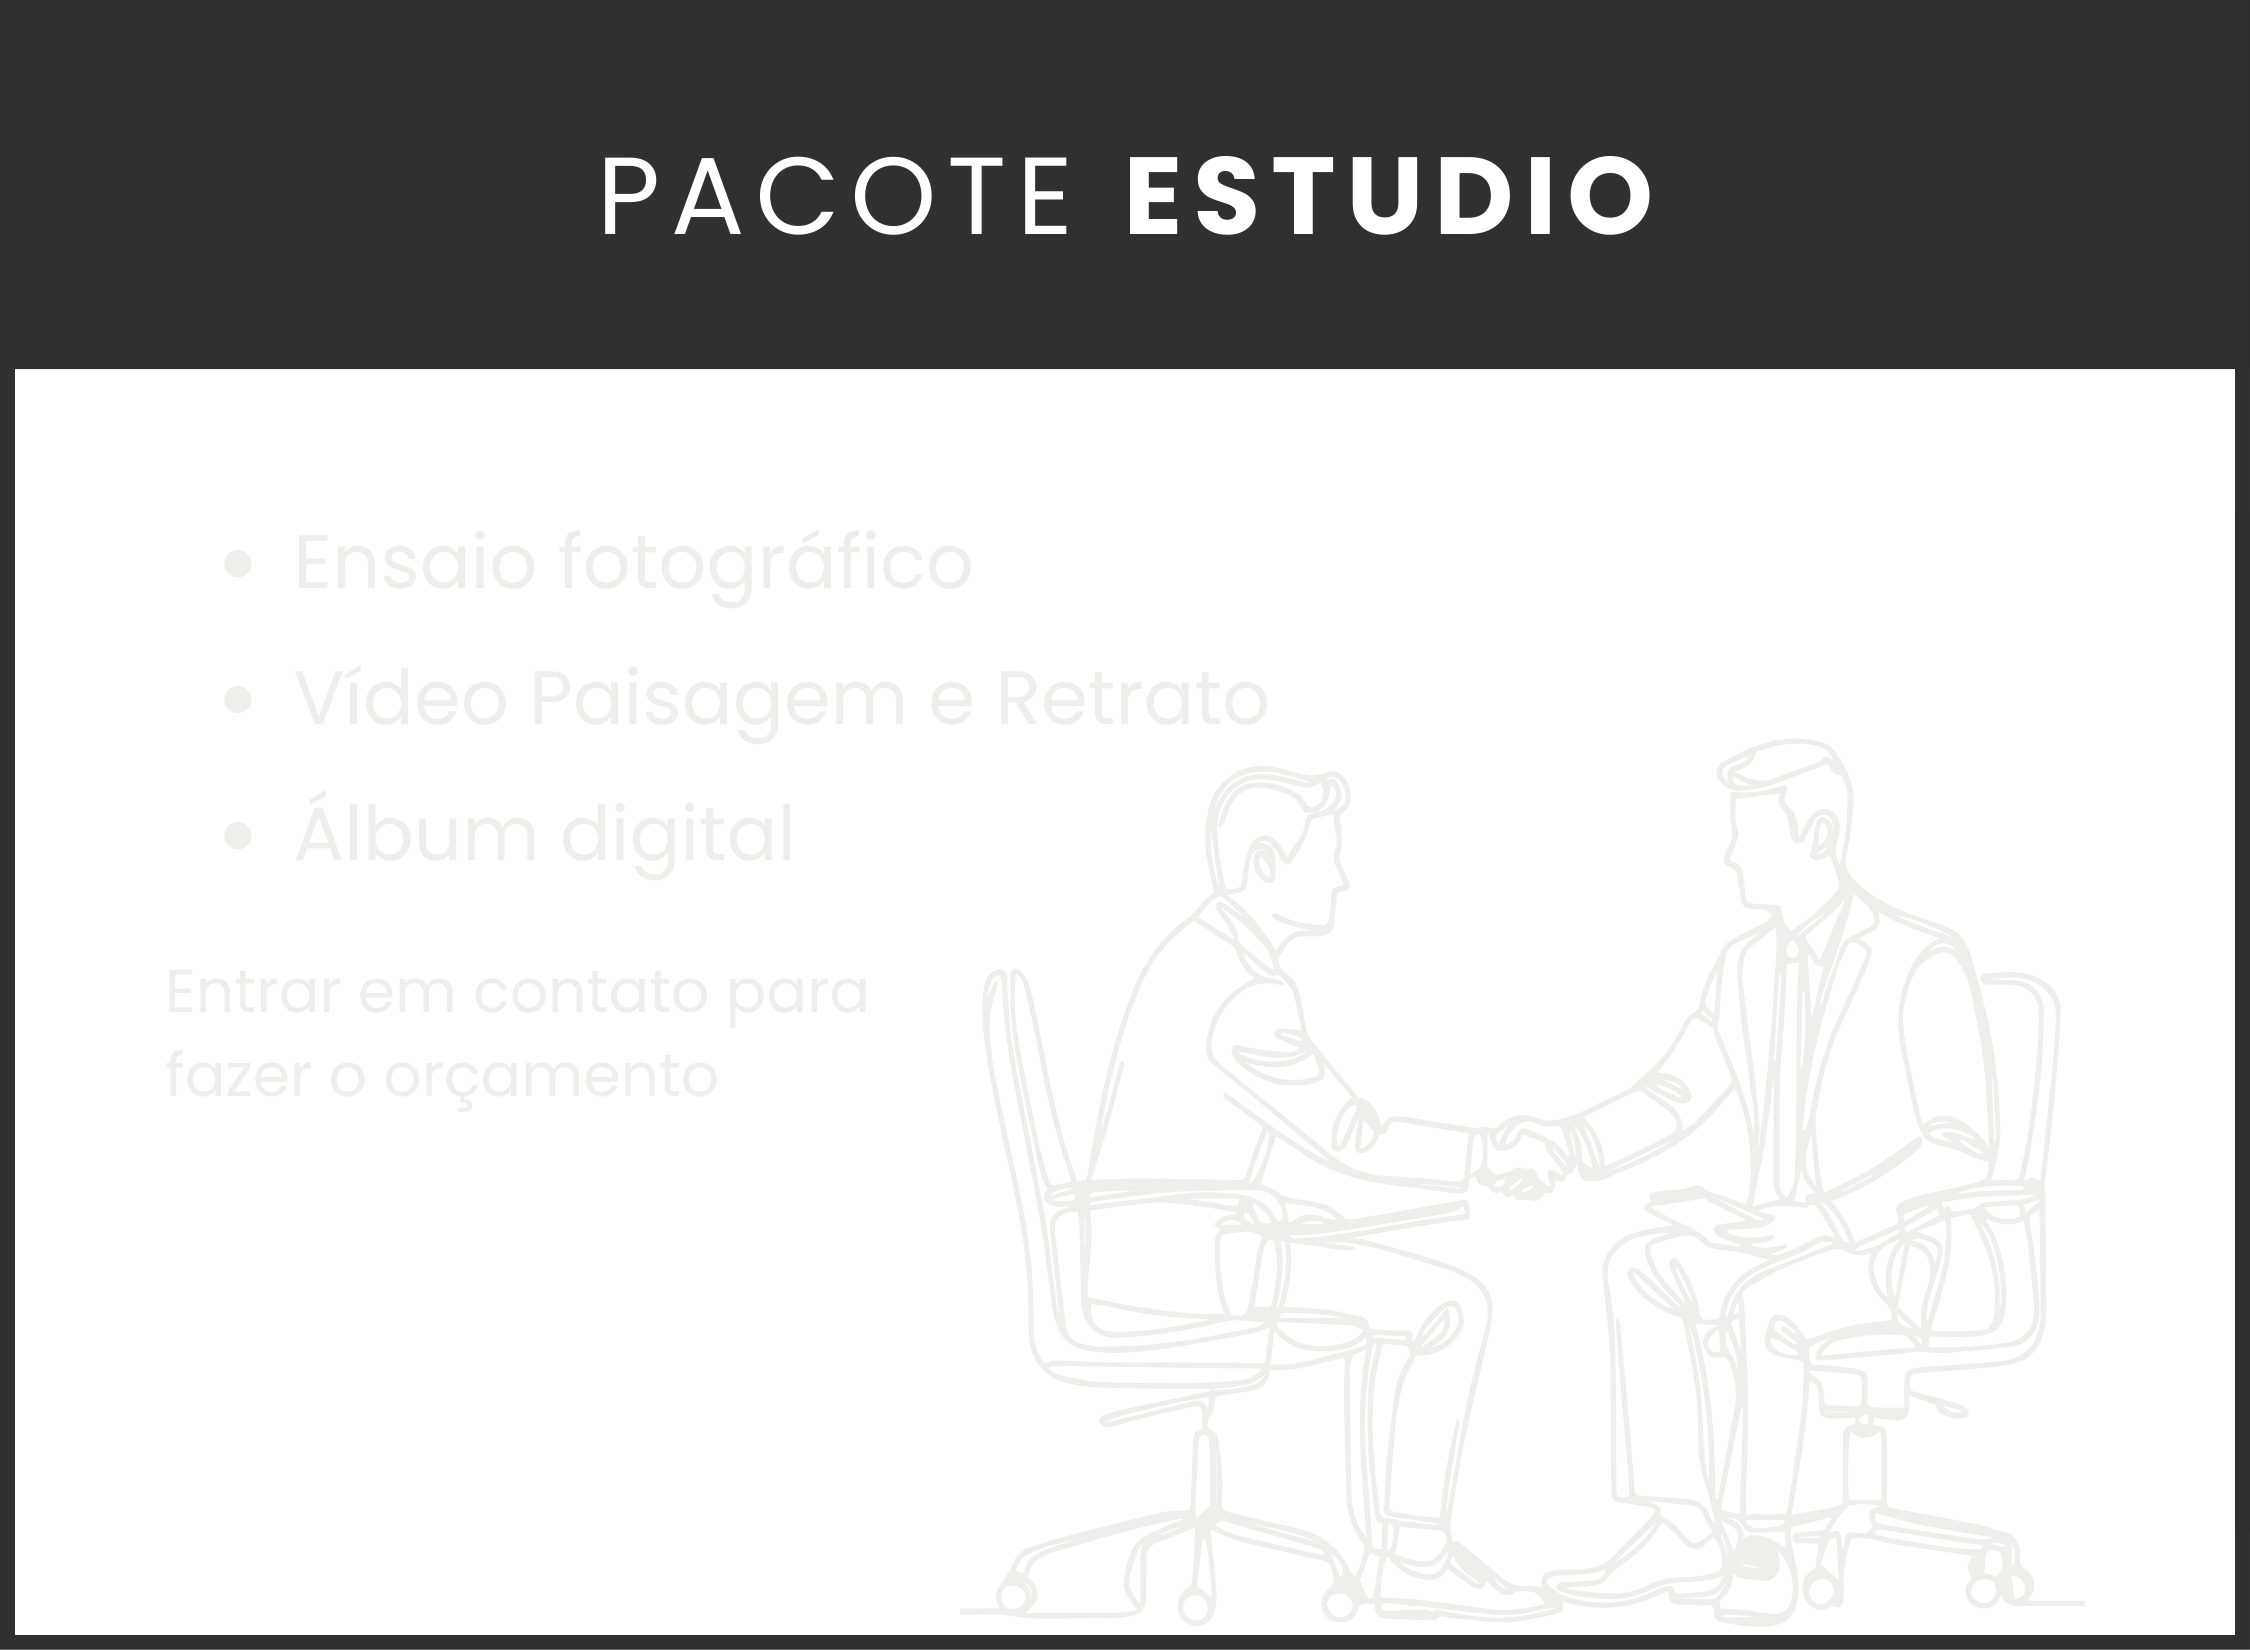 PACOTE ESTUDIO
• Ensaio fotográfico
• Vídeo Paisagem e Retrato
• Álbum digital
Entrar em contato para
fazer o orçamento